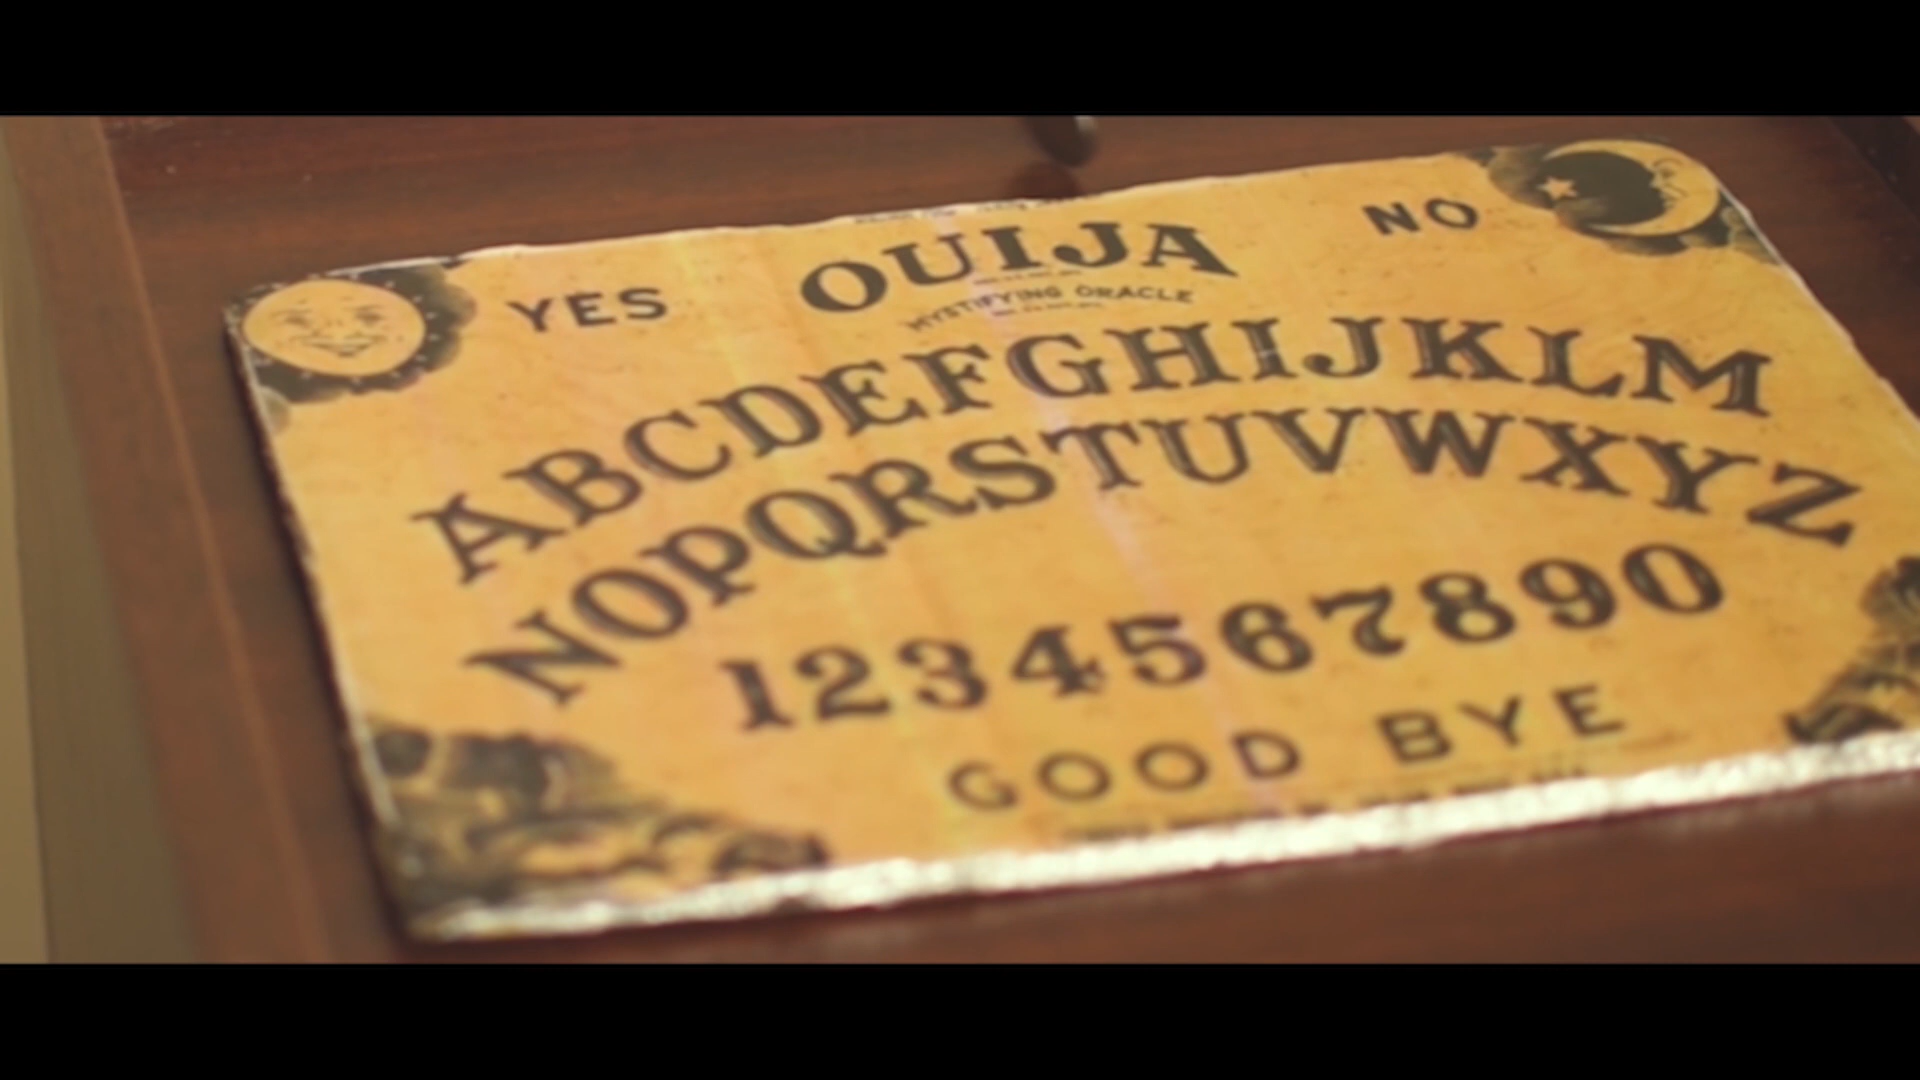 YES OUIJA NO
MYSTIFYING ORACLE
ABCDEFGHIJKLM
NOPQRSTUVWXYZ
1234567890
GOOD BYE